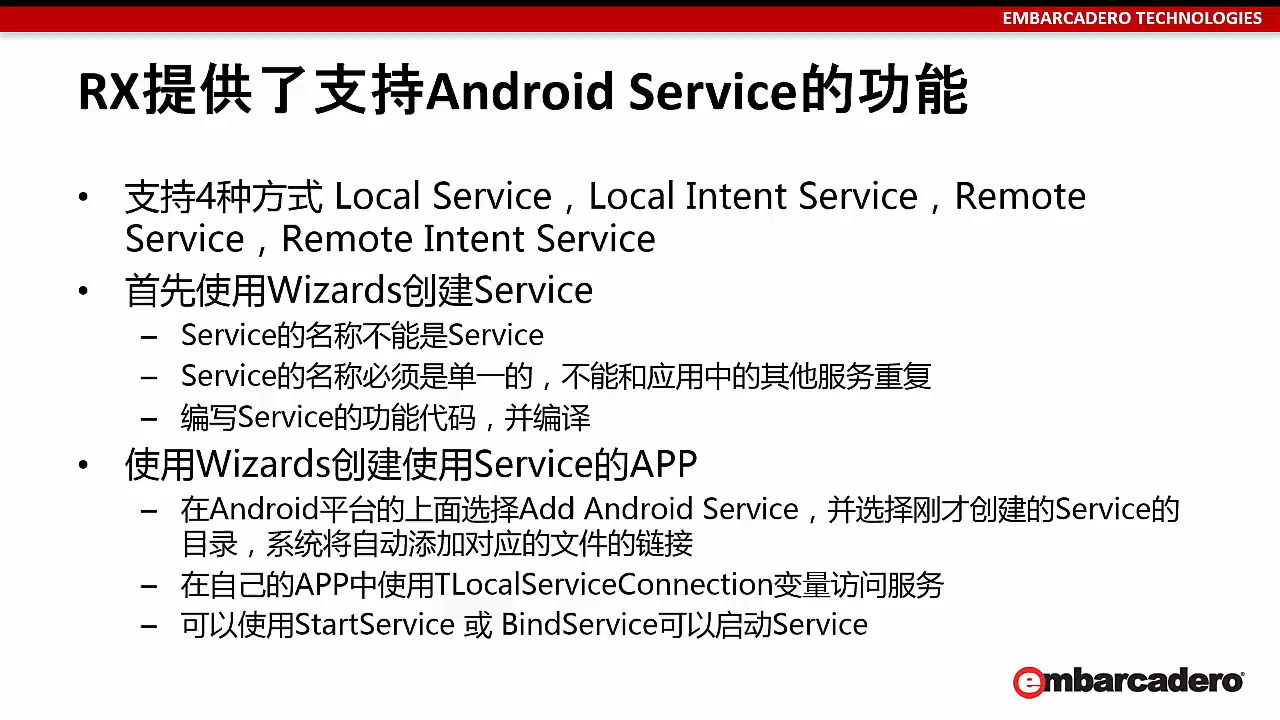 EMBARCADERO TECHNOLOGIES
RX提供了支持Android Service的功能
• 支持4种方式 Local Service，Local Intent Service，Remote
Service，Remote Intent Service
• 首先使用Wizards创建Service
– Service的名称不能是Service
– Service的名称必须是单一的，不能和应用中的其他服务重复
– 编写Service的功能代码，并编译
• 使用Wizards创建使用Service的APP
– 在Android平台的上面选择Add Android Service，并选择刚才创建的Service的
目录，系统将自动添加对应的文件的链接
– 在自己的APP中使用TLocalServiceConnection变量访问服务
– 可以使用StartService 或 BindService可以启动Service
embarcadero